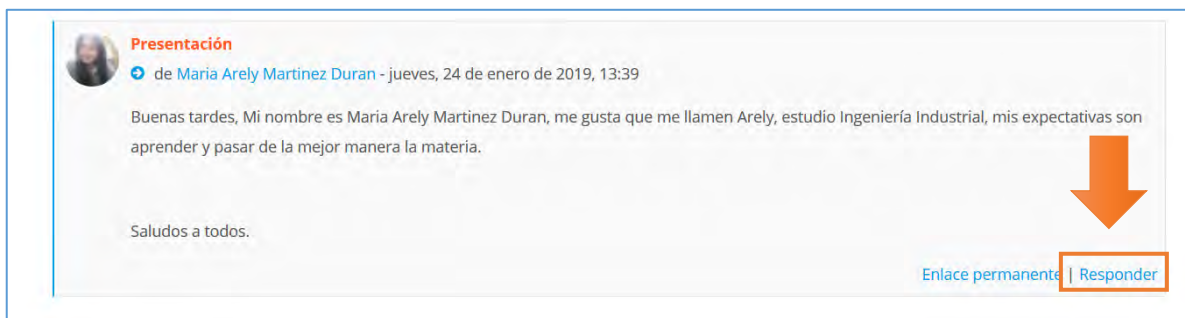 Presentación
de Maria Arely Martinez Duran - jueves, 24 de enero de 2019, 13:39
Buenas tardes, Mi nombre es Maria Arely Martinez Duran, me gusta que me llamen Arely, estudio Ingeniería Industrial, mis expectativas son
aprender y pasar de la mejor manera la materia.
Saludos a todos.
Enlace permanente | Responder